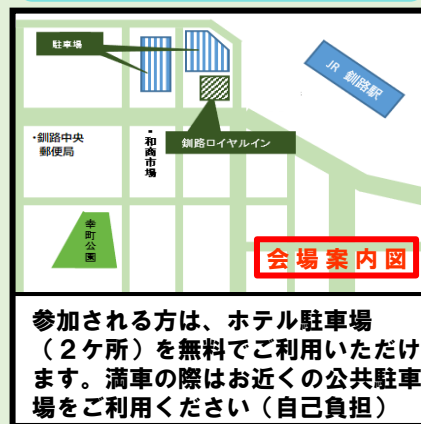 駐車場
JR 釧路駅
・釧路中央
郵便局
・和商市場
釧路ロイヤルイン
幸町公園
会場案内図
参加される方は、ホテル駐車場
（２ケ所）を無料でご利用いただけ
ます。満車の際はお近くの公共駐車
場をご利用ください（自己負担）